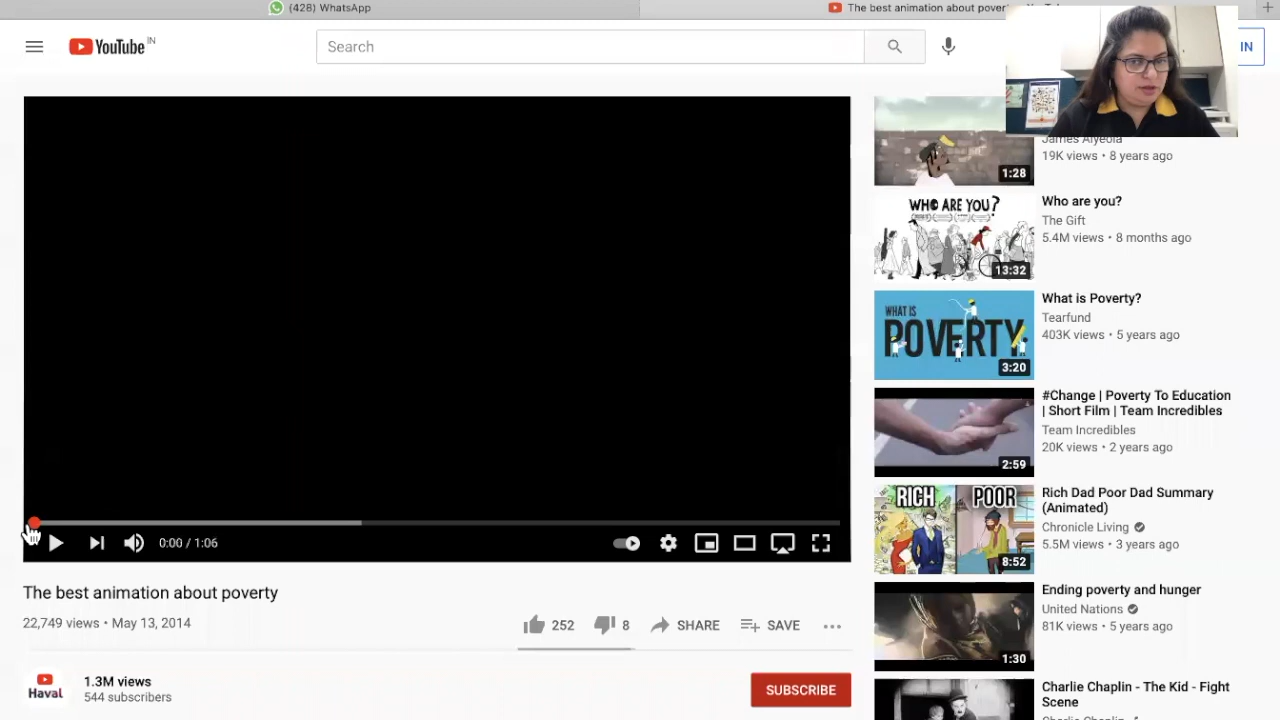 (428) WhatsApp
The best animation about pover
YouTube IN
Search
IN
1:28
James Alyeola
19K views • 8 years ago
WHO ARE YOU?
13:32
Who are you?
The Gift
5.4M views • 8 months ago
WHAT IS
POVERTY
3:20
What is Poverty?
Tearfund
403K views • 5 years ago
2:59
#Change | Poverty To Education
| Short Film | Team Incredibles
Team Incredibles
20K views • 2 years ago
RICH POOR
8:52
Rich Dad Poor Dad Summary
(Animated)
Chronicle Living
5.5M views • 3 years ago
1:30
Ending poverty and hunger
United Nations
81K views • 5 years ago
Charlie Chaplin - The Kid - Fight
Scene
0:00 / 1:06
The best animation about poverty
22,749 views • May 13, 2014
252 8 SHARE SAVE
Haval
1.3M views
544 subscribers
SUBSCRIBE